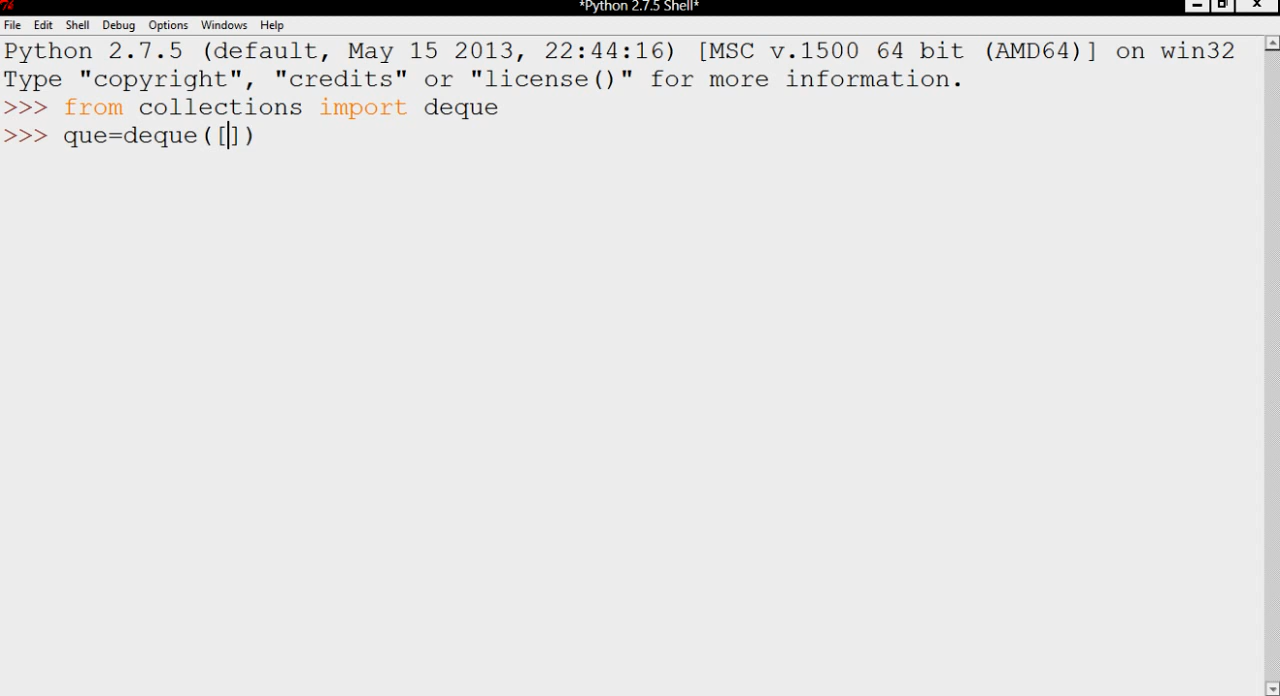 *Python 2.7.5 Shell*
File Edit Shell Debug Options Windows Help
Python 2.7.5 (default, May 15 2013, 22:44:16) [MSC v.1500 64 bit (AMD64)] on win32
Type "copyright", "credits" or "license()" for more information.
>>> from collections import deque
>>> que=deque([])